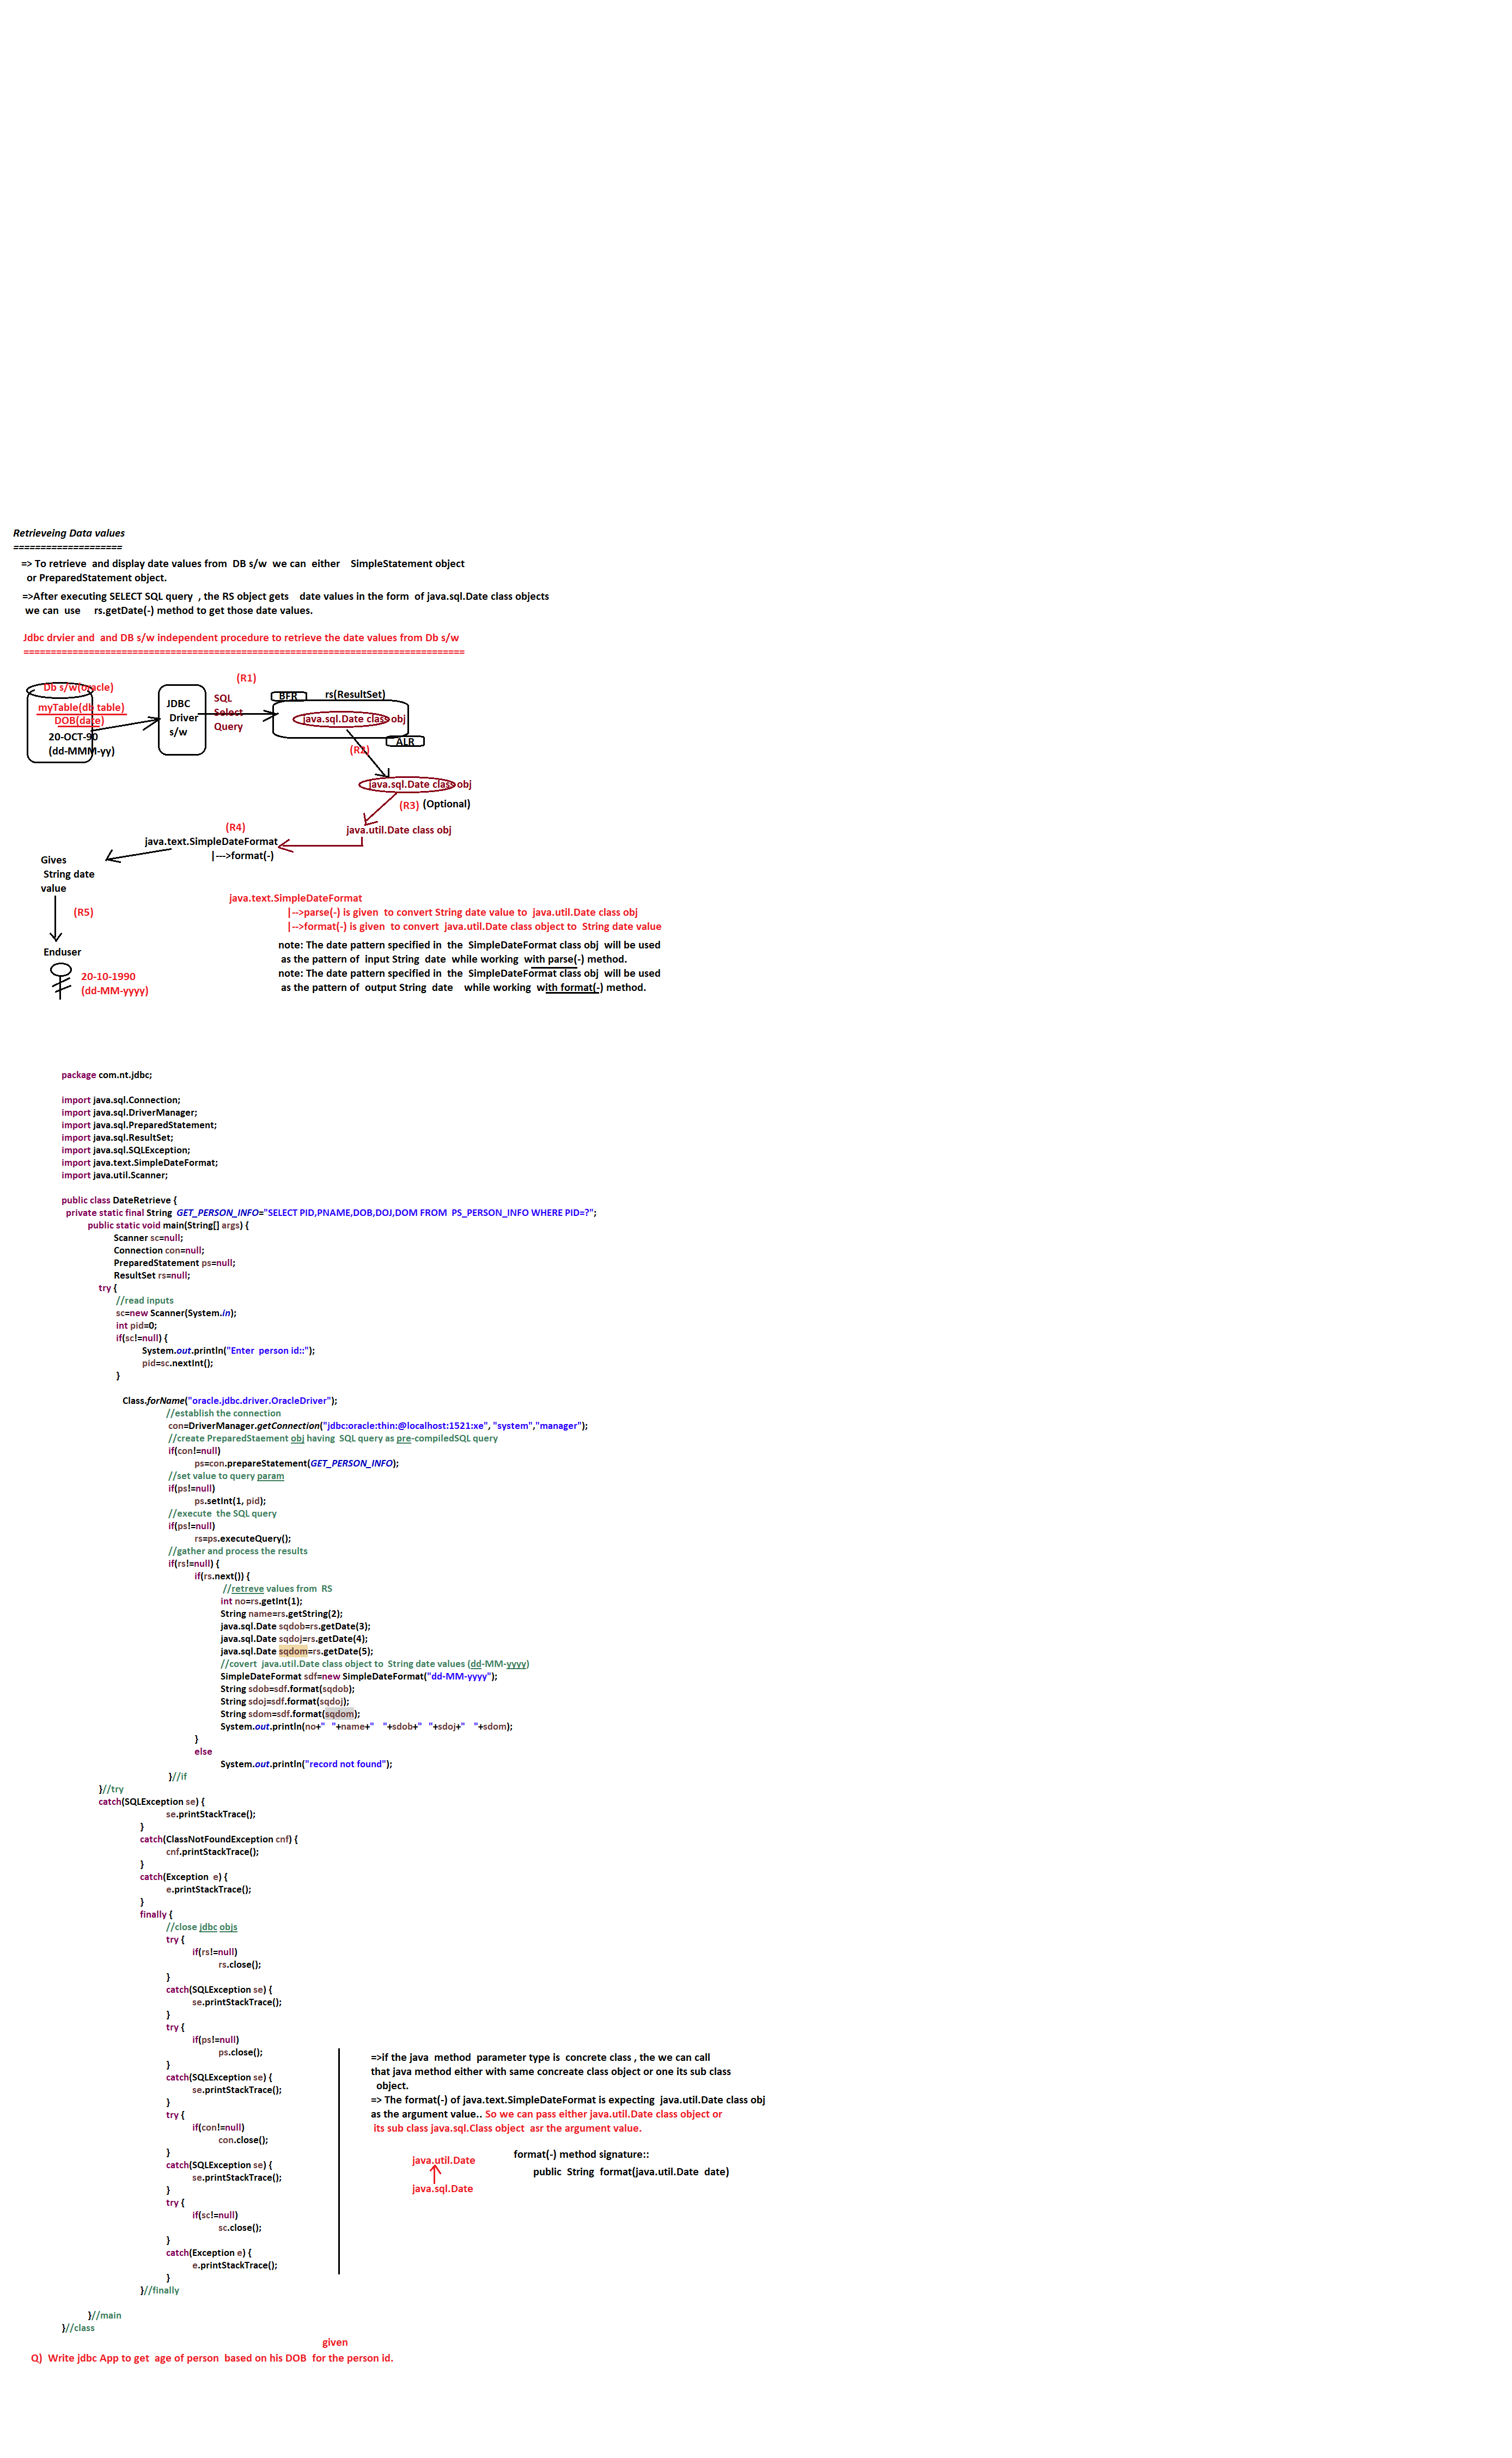 Retrieveing Data values
====================
=> To retrieve  and display date values from  DB s/w  we can  either    SimpleStatement object
or PreparedStatement object.
=>After executing SELECT SQL query  , the RS object gets    date values in the form  of java.sql.Date class objects
we can  use     rs.getDate(-) method to get those date values.
Jdbc drvier and  and DB s/w independent procedure to retrieve the date values from Db s/w
=================================================================================
(R1)
Db s/w(oracle)
myTable(db table)
DOB(date)
20-OCT-90
(dd-MMM-yy)
JDBC
Driver
s/w
SQL
Select
Query
BFR
rs(ResultSet)
java.sql.Date class obj
ALR
(R2)
java.sql.Date class obj
(R3) (Optional)
java.util.Date class obj
(R4)
java.text.SimpleDateFormat
|--->format(-)
Gives
String date
value
(R5)
Enduser
20-10-1990
(dd-MM-yyyy)
java.text.SimpleDateFormat
|-->parse(-) is given  to convert String date value to  java.util.Date class obj
|-->format(-) is given  to convert  java.util.Date class object to  String date value
note: The date pattern specified in  the  SimpleDateFormat class obj  will be used
as the pattern of  input String  date  while working  with parse(-) method.
note: The date pattern specified in  the  SimpleDateFormat class obj  will be used
as the pattern of  output String  date    while working  with format(-) method.
package com.nt.jdbc;
import java.sql.Connection;
import java.sql.DriverManager;
import java.sql.PreparedStatement;
import java.sql.ResultSet;
import java.sql.SQLException;
import java.text.SimpleDateFormat;
import java.util.Scanner;
public class DateRetrieve {
private static final String  GET_PERSON_INFO="SELECT PID,PNAME,DOB,DOJ,DOM FROM  PS_PERSON_INFO WHERE PID=?";
public static void main(String[] args) {
Scanner sc=null;
Connection con=null;
PreparedStatement ps=null;
ResultSet rs=null;
try {
//read inputs
sc=new Scanner(System.in);
int pid=0;
if(sc!=null) {
System.out.println("Enter  person id::");
pid=sc.nextInt();
}
Class.forName("oracle.jdbc.driver.OracleDriver");
//establish the connection
con=DriverManager.getConnection("jdbc:oracle:thin:@localhost:1521:xe", "system","manager");
//create PreparedStaement obj having  SQL query as pre-compiledSQL query
if(con!=null)
ps=con.prepareStatement(GET_PERSON_INFO);
//set value to query param
if(ps!=null)
ps.setInt(1, pid);
//execute  the SQL query
if(ps!=null)
rs=ps.executeQuery();
//gather and process the results
if(rs!=null) {
if(rs.next()) {
//retreve values from  RS
int no=rs.getInt(1);
String name=rs.getString(2);
java.sql.Date sqdob=rs.getDate(3);
java.sql.Date sqdoj=rs.getDate(4);
java.sql.Date sqdom=rs.getDate(5);
//covert  java.util.Date class object to  String date values (dd-MM-yyyy)
SimpleDateFormat sdf=new SimpleDateFormat("dd-MM-yyyy");
String sdob=sdf.format(sqdob);
String sdoj=sdf.format(sqdoj);
String sdom=sdf.format(sqdom);
System.out.println(no+"   "+name+"    "+sdob+"   "+sdoj+"    "+sdom);
}
else
System.out.println("record not found");
}//if
}//try
catch(SQLException se) {
se.printStackTrace();
}
catch(ClassNotFoundException cnf) {
cnf.printStackTrace();
}
catch(Exception  e) {
e.printStackTrace();
}
finally {
//close jdbc objs
try {
if(rs!=null)
rs.close();
}
catch(SQLException se) {
se.printStackTrace();
}
try {
if(ps!=null)
ps.close();
}
catch(SQLException se) {
se.printStackTrace();
}
try {
if(con!=null)
con.close();
}
catch(SQLException se) {
se.printStackTrace();
}
try {
if(sc!=null)
sc.close();
}
catch(Exception e) {
e.printStackTrace();
}
}//finally
}//main
}//class
=>if the java  method  parameter type is  concrete class , the we can call
that java method either with same concreate class object or one its sub class
object.
=> The format(-) of java.text.SimpleDateFormat is expecting  java.util.Date class obj
as the argument value.. So we can pass either java.util.Date class object or
its sub class java.sql.Class object  asr the argument value.
java.util.Date
java.sql.Date
format(-) method signature::
public  String  format(java.util.Date  date)
given
Q)  Write jdbc App to get  age of person  based on his DOB  for the person id.